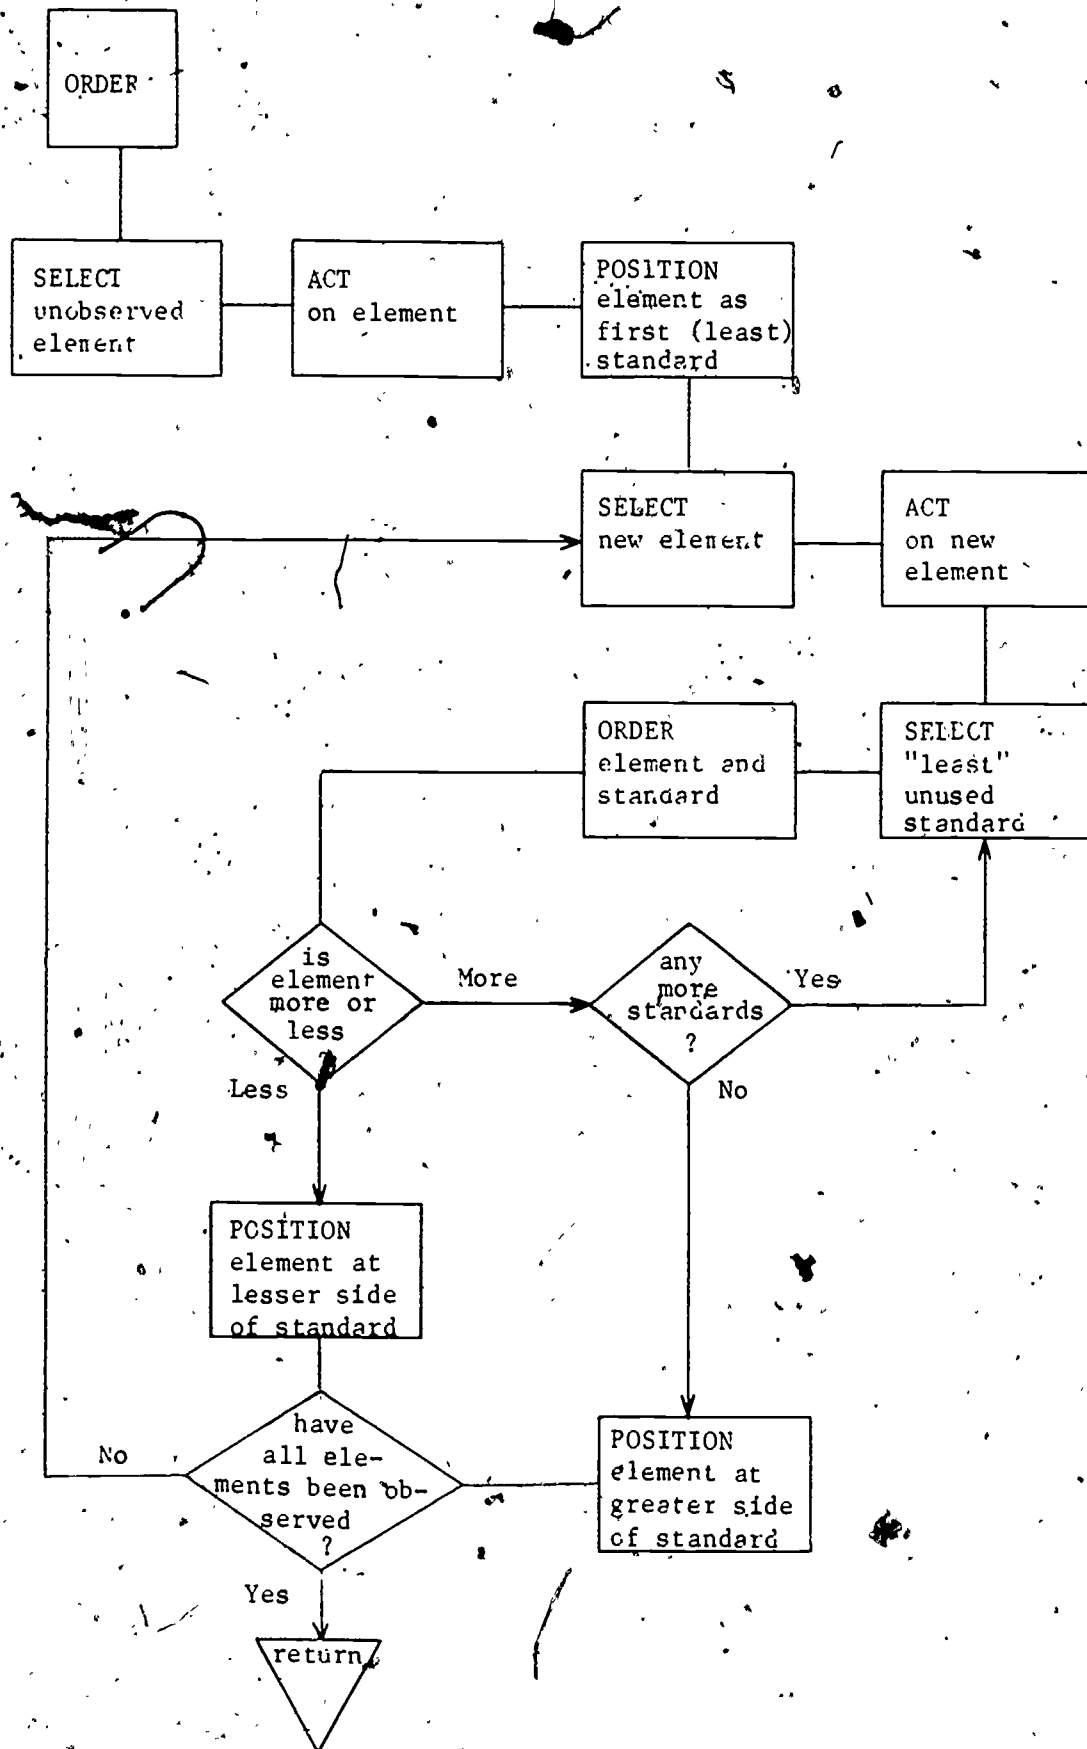 ORDER
SELECT
unobserved
element
ACT
on element
POSITION
element as
first (least)
standard
SELECT
new element
ACT
on new
element
ORDER
element and
standard
SELECT
"least"
unused
standard
is
element
more or
less
More
any
more
standards
?
Yes
Less
No
POSITION
element at
lesser side
of standard
have
all ele-
ments been ob-
served
?
No
POSITION
element at
greater side
of standard
Yes
return